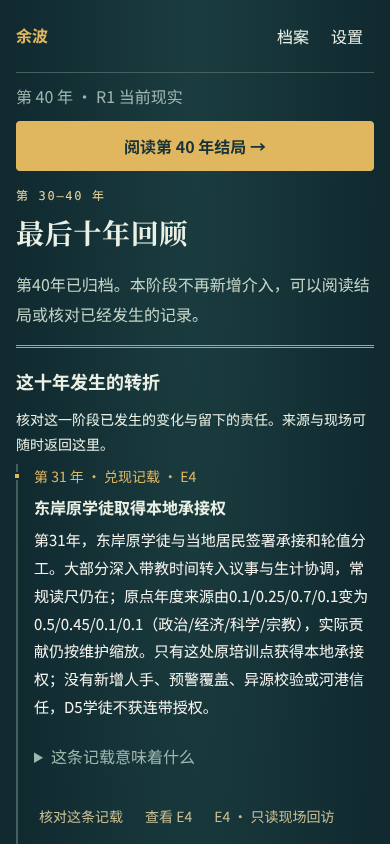 余波
档案 设置
第 40 年 · R1 当前现实
阅读第 40 年结局 →
第 30—40 年
最后十年回顾
第40年已归档。本阶段不再新增介入，可以阅读结
局或核对已经发生的记录。
这十年发生的转折
核对这一阶段已发生的变化与留下的责任。来源与现场可
随时返回这里。
第 31 年 · 兑现记载 · E4
东岸原学徒取得本地承接权
第31年，东岸原学徒与当地居民签署承接和轮值分
工。大部分深入带教时间转入议事与生计协调，常
规读尺仍在；原点年度来源由0.1/0.25/0.7/0.1变为
0.5/0.45/0.1/0.1（政治/经济/科学/宗教），实际贡
献仍按维护缩放。只有这处原培训点获得本地承接
权；没有新增人手、预警覆盖、异源校验或河港信
任，D5学徒不获连带授权。
▶ 这条记载意味着什么
核对这条记载 查看 E4 E4 · 只读现场回访